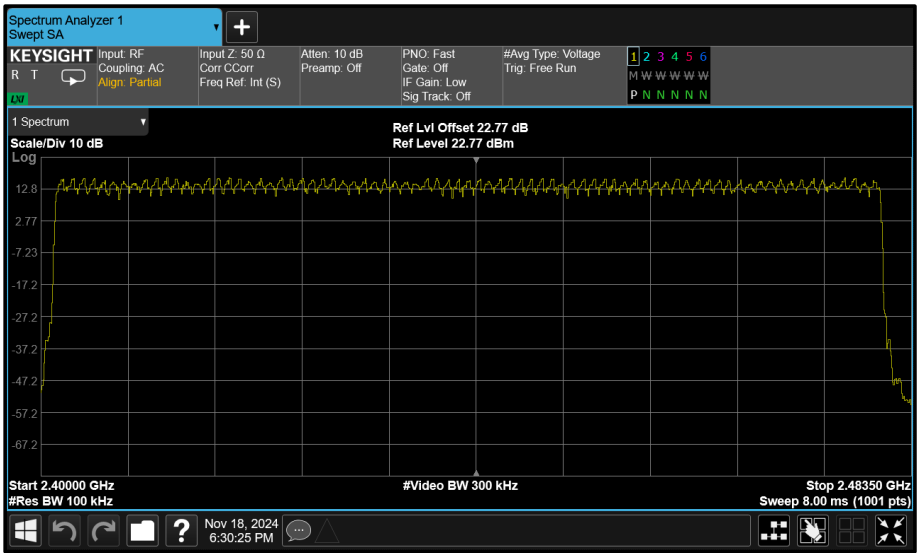 Spectrum Analyzer 1
Swept SA
+
KEYSIGHT Input: RF Input Z: 50 Ω Atten: 10 dB PNO: Fast #Avg Type: Voltage 1 2 3 4 5 6
R T Coupling: AC Corr CCorr Preamp: Off Gate: Off Trig: Free Run M W W W W W
Align: Partial Freq Ref: Int (S) IF Gain: Low P N N N N N
LXI Sig Track: Off
1 Spectrum
Ref Lvl Offset 22.77 dB
Scale/Div 10 dB Ref Level 22.77 dBm
Log
12.8
2.77
-7.23
-17.2
-27.2
-37.2
-47.2
-57.2
-67.2
Start 2.40000 GHz #Video BW 300 kHz Stop 2.48350 GHz
#Res BW 100 kHz Sweep 8.00 ms (1001 pts)
? Nov 18, 2024
6:30:25 PM